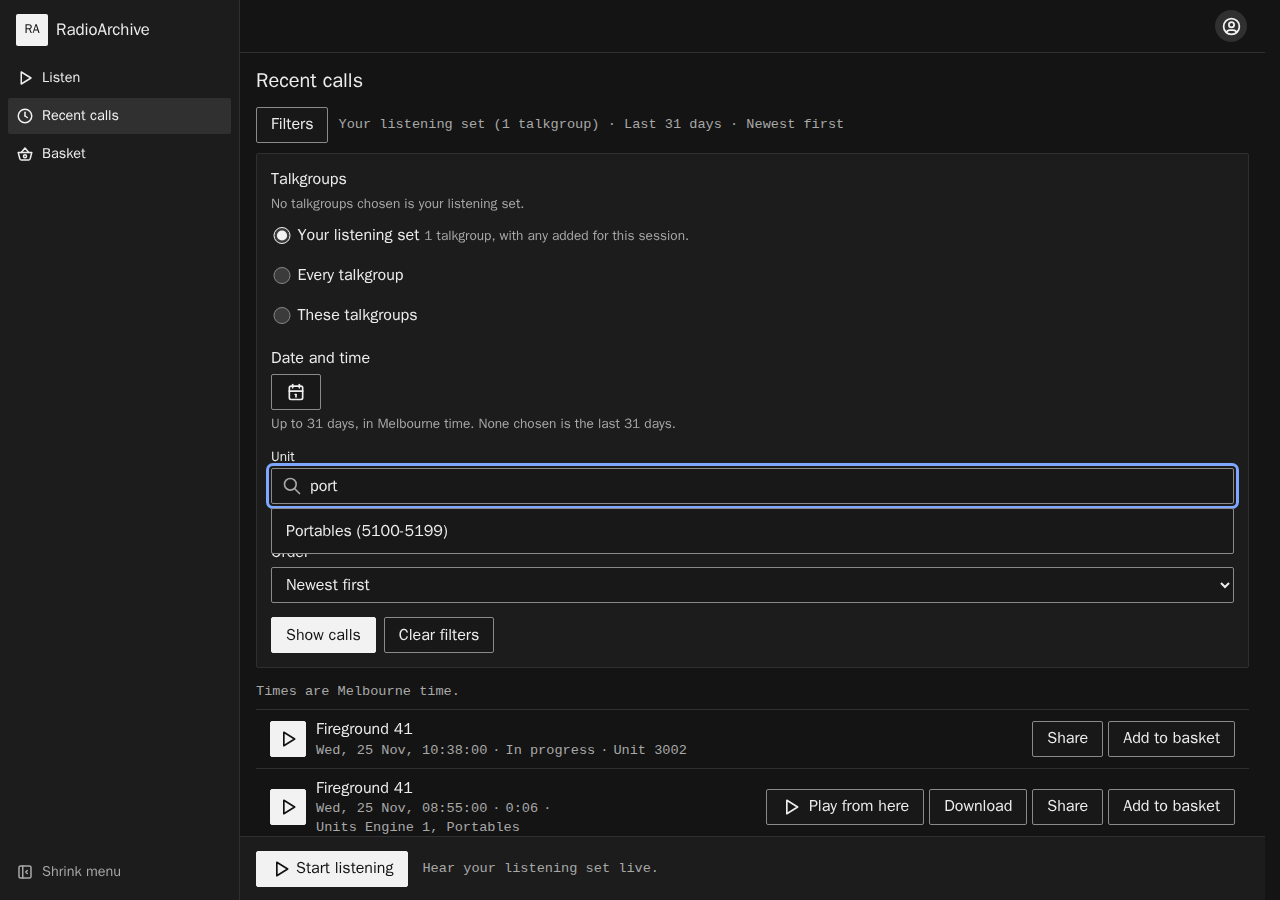 RA RadioArchive
Listen
Recent calls
Basket
Shrink menu
Recent calls
Filters Your listening set (1 talkgroup) · Last 31 days · Newest first
Talkgroups
No talkgroups chosen is your listening set.
Your listening set 1 talkgroup, with any added for this session.
Every talkgroup
These talkgroups
Date and time
Up to 31 days, in Melbourne time. None chosen is the last 31 days.
Unit
port
Portables (5100-5199)
Order
Newest first
Show calls Clear filters
Times are Melbourne time.
Fireground 41
Wed, 25 Nov, 10:38:00 · In progress · Unit 3002
Share Add to basket
Fireground 41
Wed, 25 Nov, 08:55:00 · 0:06 ·
Units Engine 1, Portables
Play from here Download Share Add to basket
Start listening Hear your listening set live.